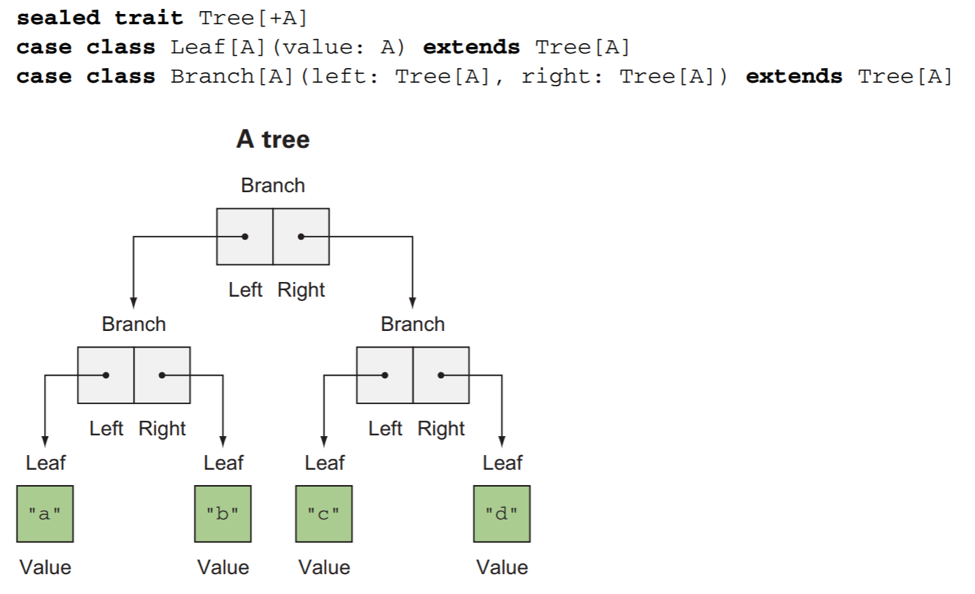 sealed trait Tree[+A]
case class Leaf[A](value: A) extends Tree[A]
case class Branch[A](left: Tree[A], right: Tree[A]) extends Tree[A]
A tree
Branch
Left Right
Branch Branch
Left Right Left Right
Leaf Leaf Leaf Leaf
"a" "b" "c" "d"
Value Value Value Value